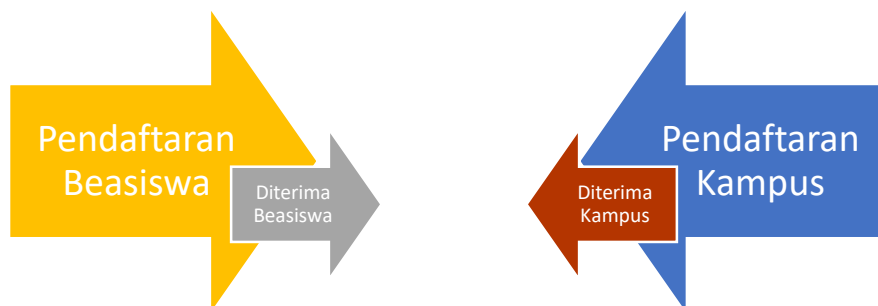 Pendaftaran
Beasiswa
Diterima
Beasiswa
Diterima
Kampus
Pendaftaran
Kampus